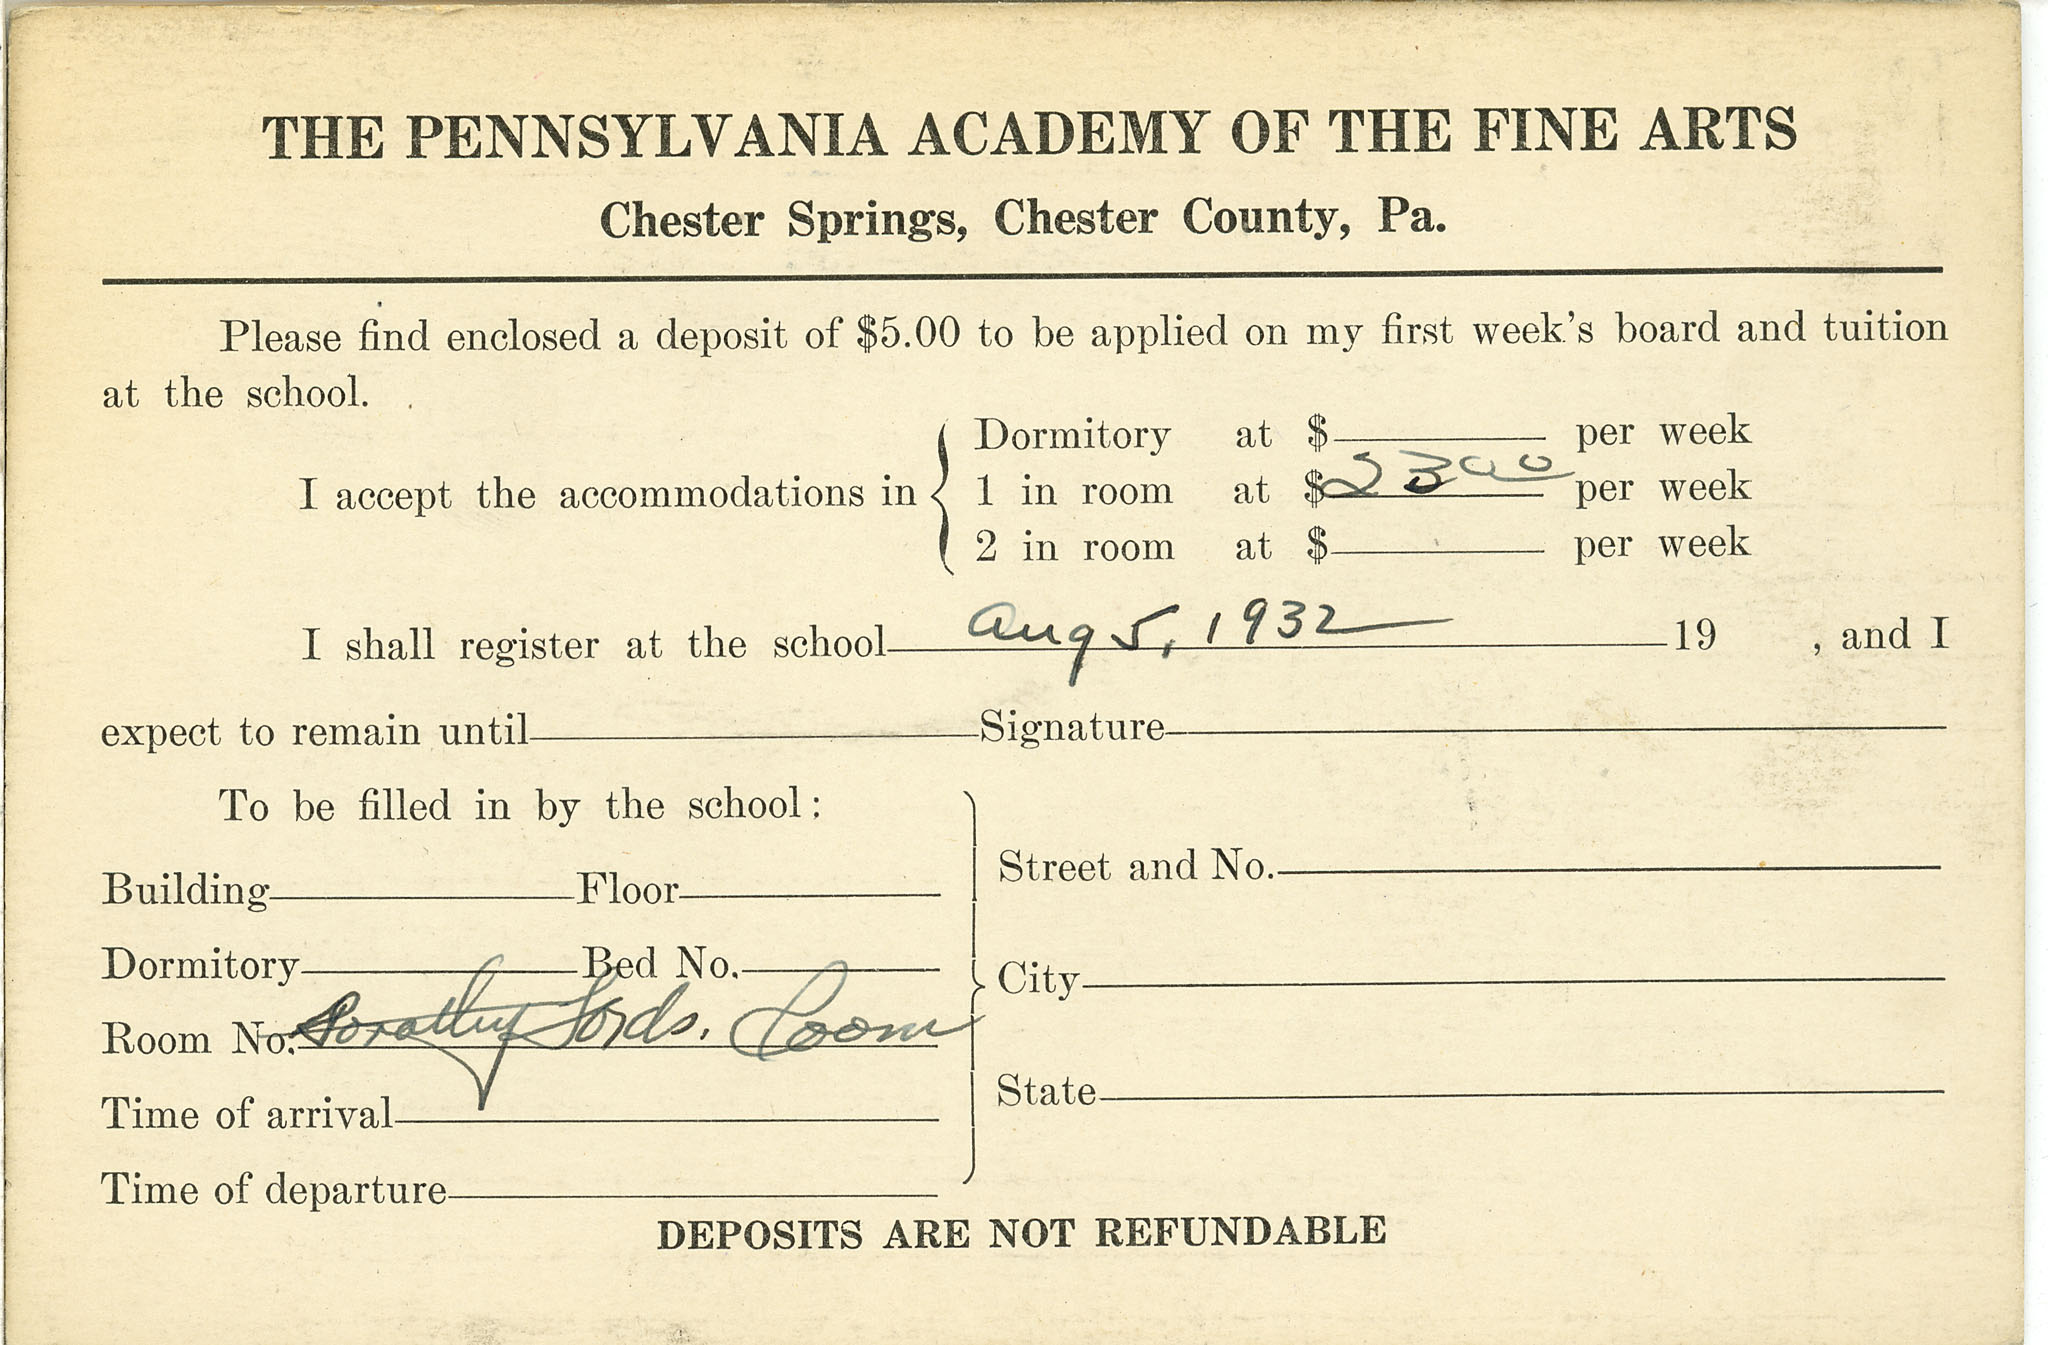 THE PENNSYLVANIA ACADEMY OF THE FINE ARTS
Chester Springs, Chester County, Pa.
Please find enclosed a deposit of $5.00 to be applied on my first week's board and tuition
at the school.
I accept the accommodations in
Dormitory at $ per week
1 in room at $2300 per week
2 in room at $ per week
I shall register at the school Aug 5, 1932 19 , and I
expect to remain until Signature
To be filled in by the school:
Building Floor
Dormitory Bed No.
Room No. Dorothy Fords. Room
Time of arrival
Time of departure
Street and No.
City
State
DEPOSITS ARE NOT REFUNDABLE